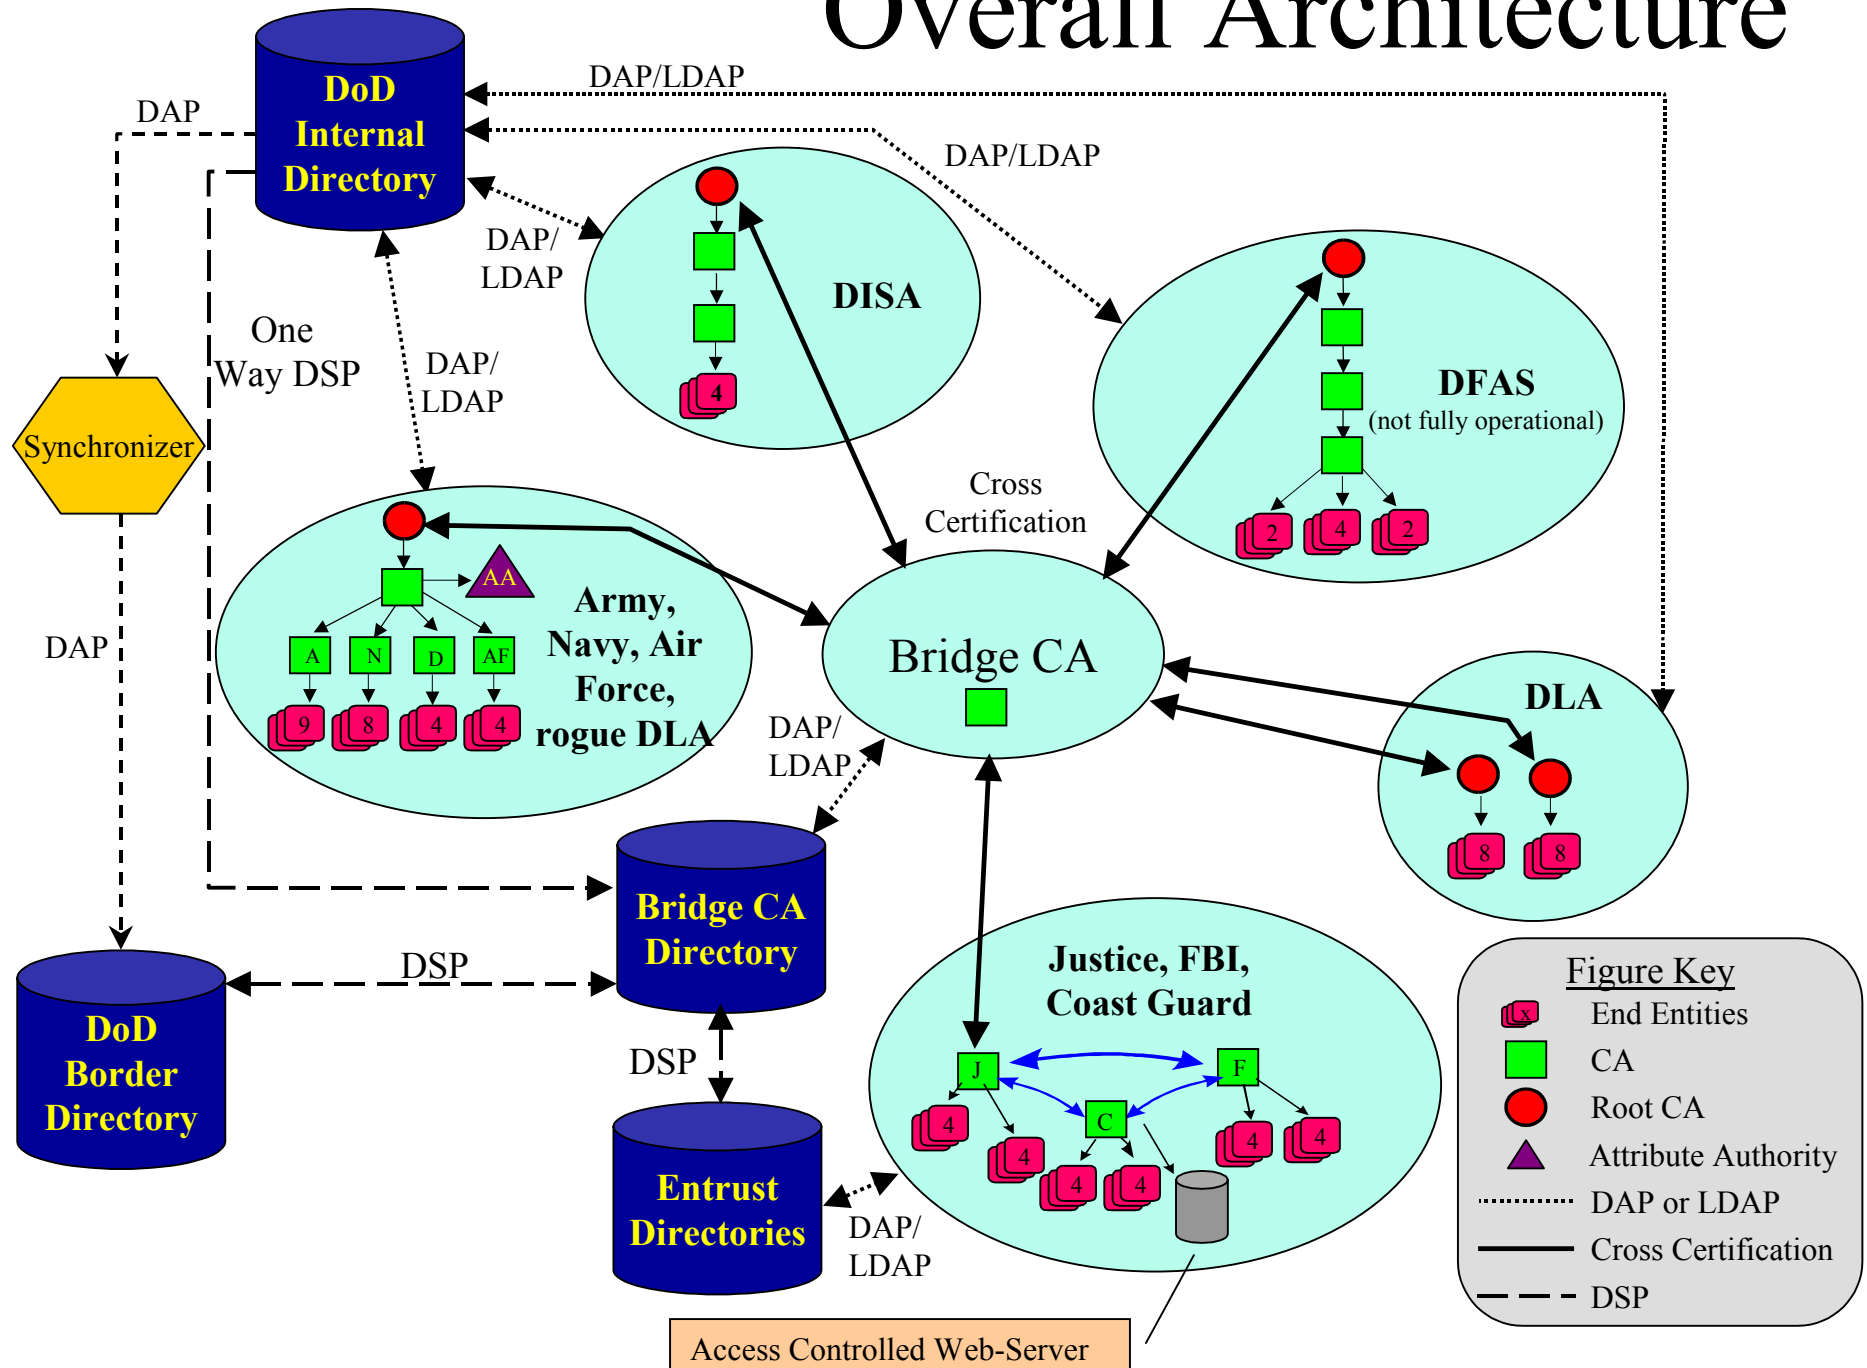 Overall Architecture
DoD
Internal
Directory
DAP
DAP/LDAP
DAP/LDAP
DAP/
LDAP
DISA
4
One
Way DSP
DAP/
LDAP
DFAS
(not fully operational)
2
4
2
Synchronizer
Cross
Certification
AA
Army,
Navy, Air
Force,
rogue DLA
A
N
D
AF
9
8
4
4
DAP
Bridge CA
DLA
8
8
DAP/
LDAP
Bridge CA
Directory
DSP
DoD
Border
Directory
DSP
Entrust
Directories
DAP/
LDAP
Justice, FBI,
Coast Guard
J
F
C
4
4
4
4
4
4
Access Controlled Web-Server
Figure Key
x
End Entities
CA
Root CA
Attribute Authority
DAP or LDAP
Cross Certification
DSP